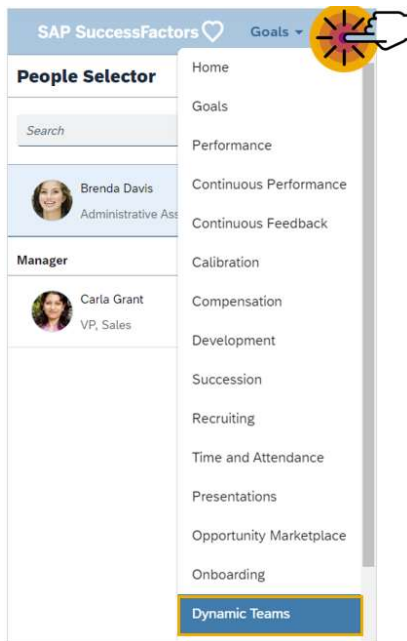 SAP SuccessFactors Goals
People Selector
Search
Brenda Davis
Administrative Ass
Manager
Carla Grant
VP, Sales
Home
Goals
Performance
Continuous Performance
Continuous Feedback
Calibration
Compensation
Development
Succession
Recruiting
Time and Attendance
Presentations
Opportunity Marketplace
Onboarding
Dynamic Teams